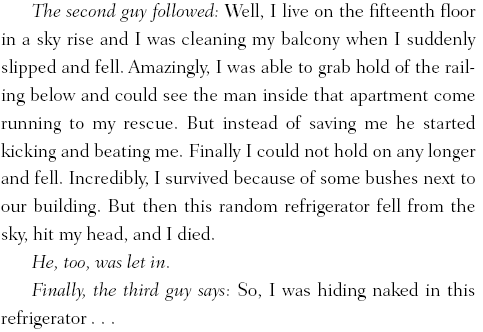 The second guy followed: Well, I live on the fifteenth floor
in a sky rise and I was cleaning my balcony when I suddenly
slipped and fell. Amazingly, I was able to grab hold of the rail-
ing below and could see the man inside that apartment come
running to my rescue. But instead of saving me he started
kicking and beating me. Finally I could not hold on any longer
and fell. Incredibly, I survived because of some bushes next to
our building. But then this random refrigerator fell from the
sky, hit my head, and I died.
He, too, was let in.
Finally, the third guy says: So, I was hiding naked in this
refrigerator . . .